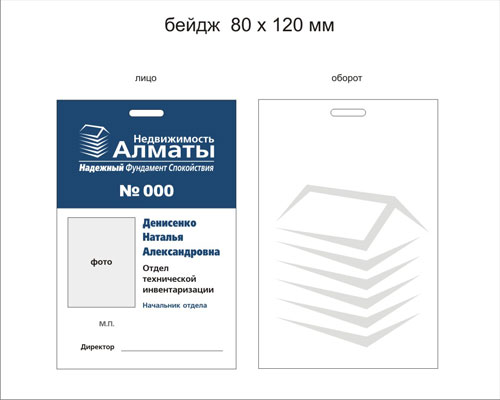 бейдж 80 х 120 мм
лицо
оборот
Недвижимость
Алматы
Надежный Фундамент Спокойствия
№ 000
Денисенко
Наталья
Александровна
фото
Отдел
технической
инвентаризации
Начальник отдела
М.П.
Директор